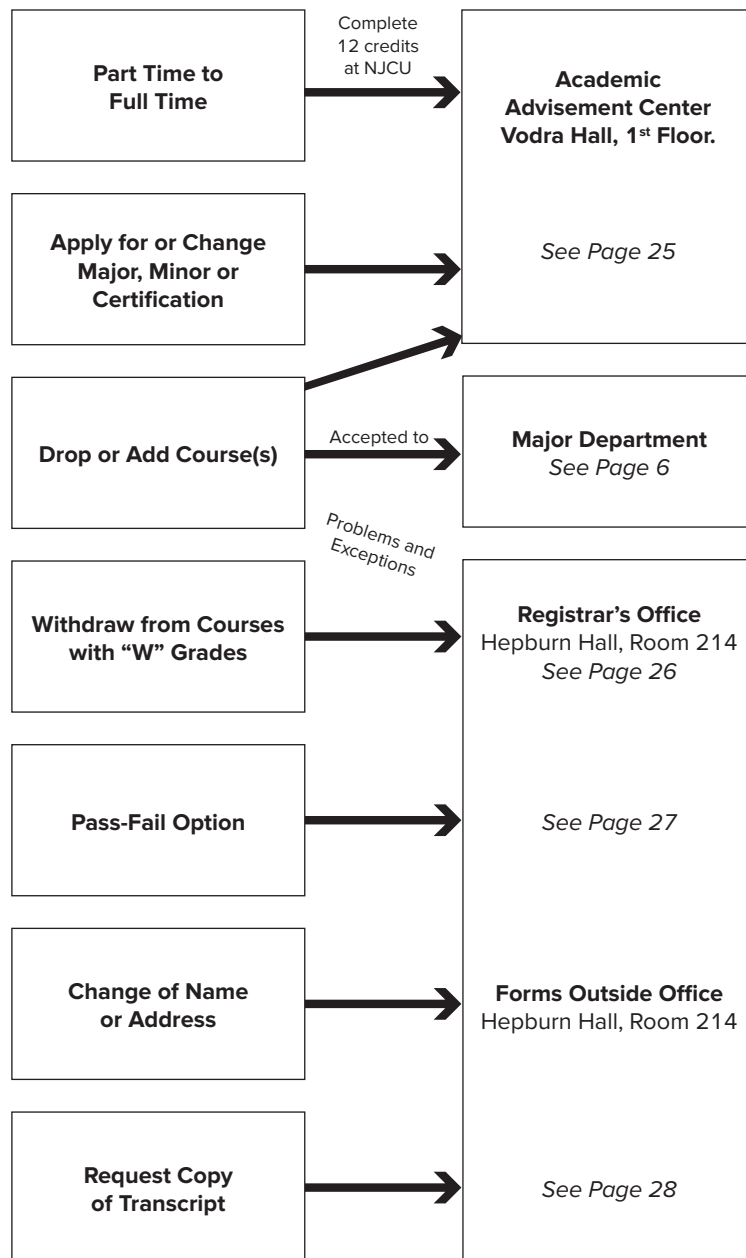 Part Time to
Full Time
Complete
12 credits
at NJCU
Academic
Advisement Center
Vodra Hall, 1st Floor.
Apply for or Change
Major, Minor or
Certification
See Page 25
Drop or Add Course(s)
Accepted to
Major Department
See Page 6
Problems and
Exceptions
Withdraw from Courses
with “W” Grades
Registrar’s Office
Hepburn Hall, Room 214
See Page 26
Pass-Fail Option
See Page 27
Change of Name
or Address
Forms Outside Office
Hepburn Hall, Room 214
Request Copy
of Transcript
See Page 28